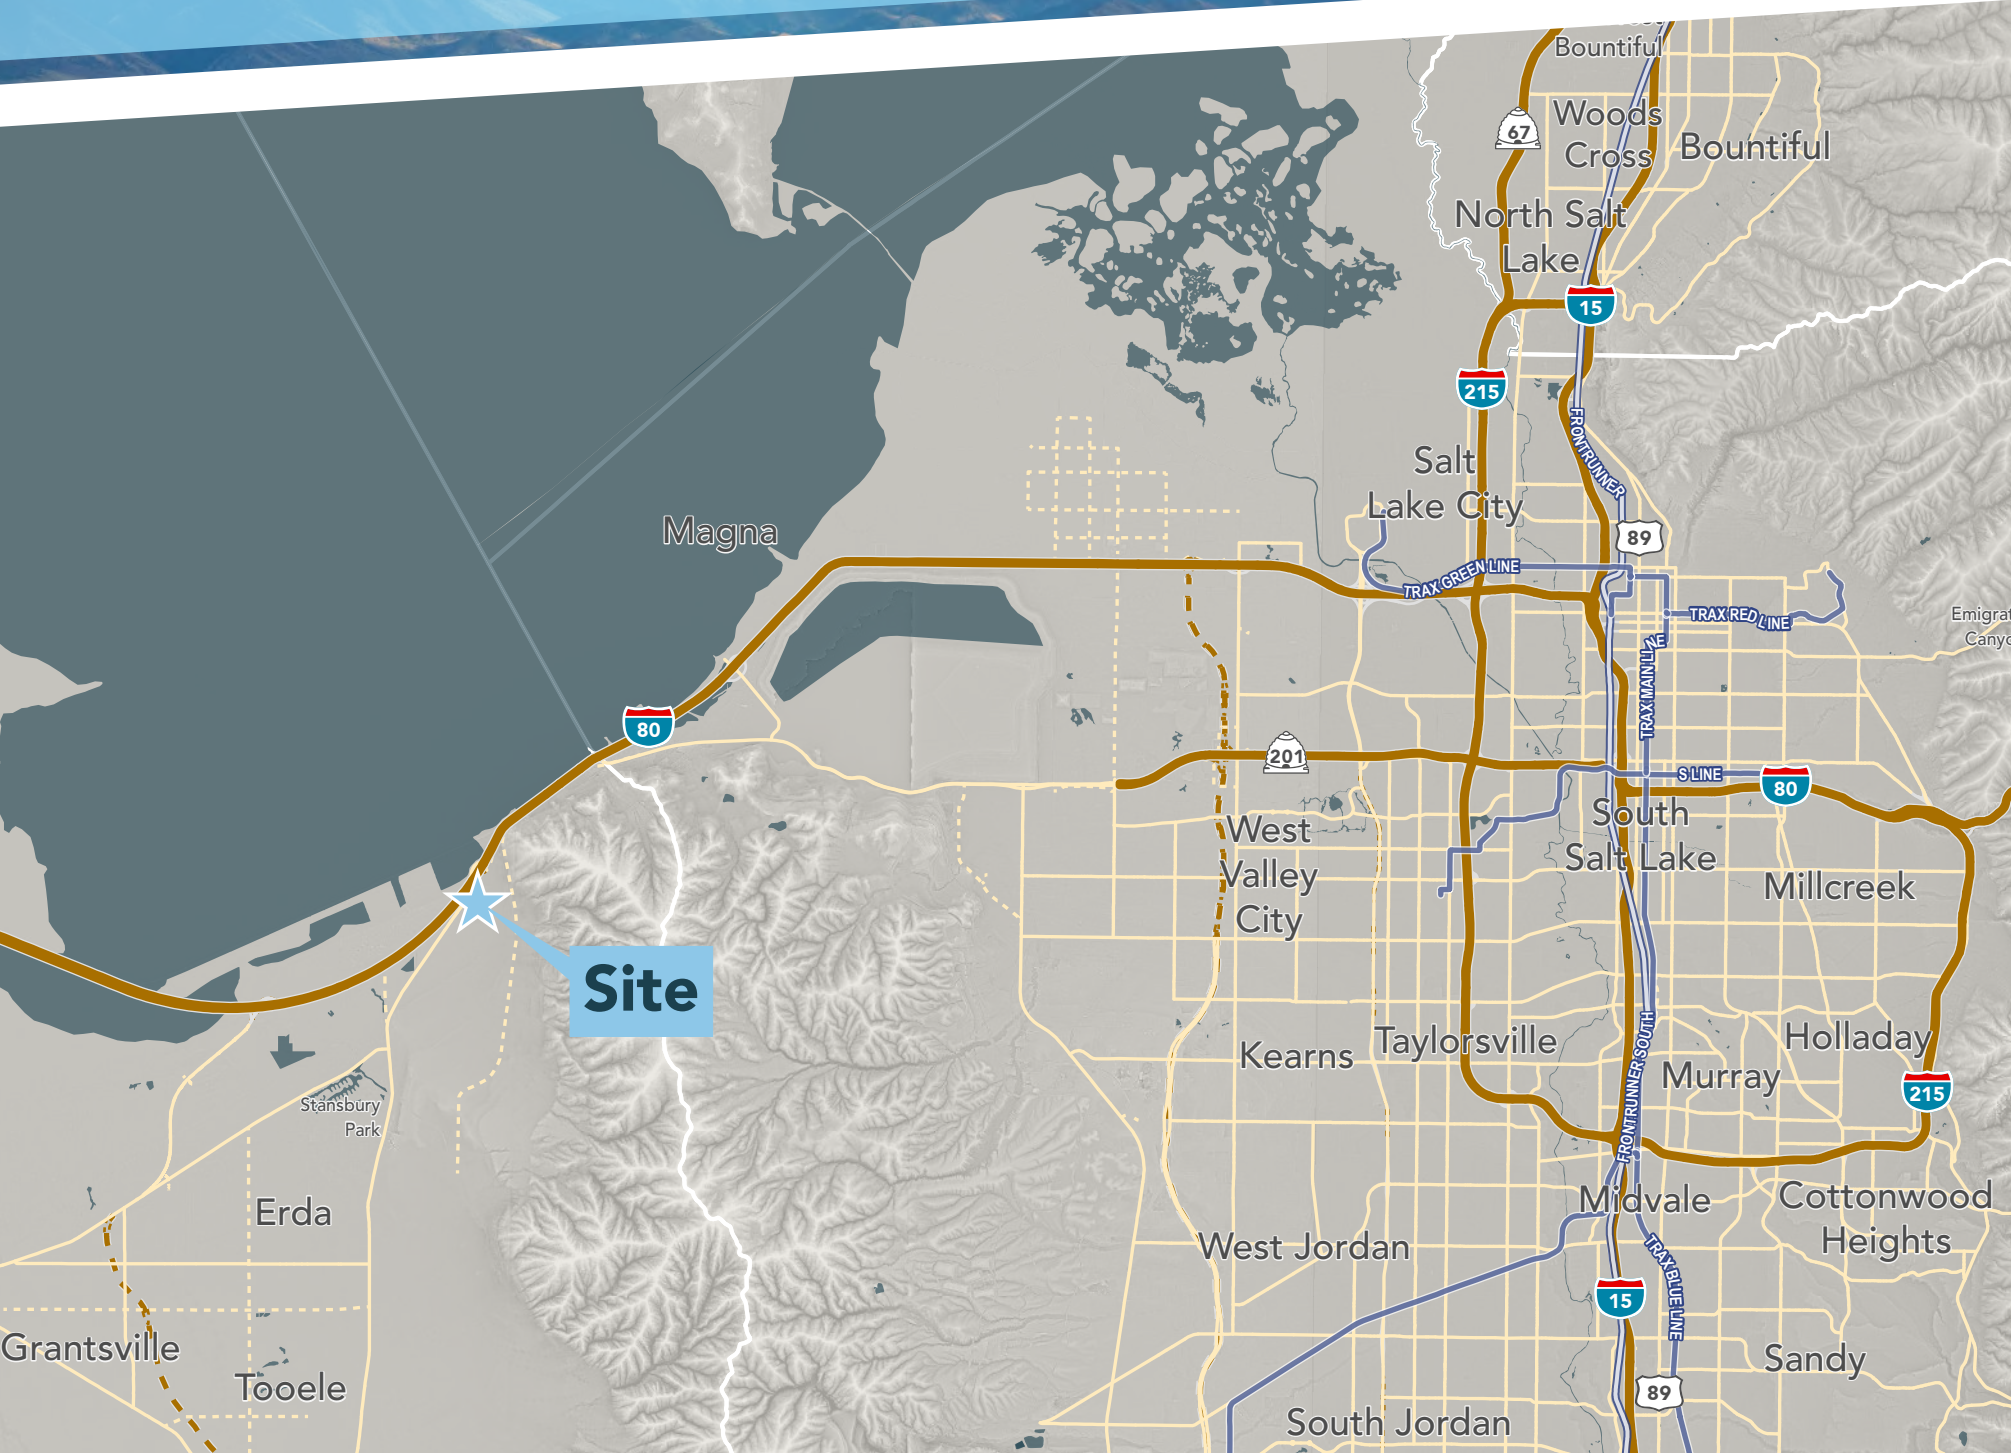 Bountiful
Woods
Cross
Bountiful
67
North Salt
Lake
15
215
FRONTRUNNER
Salt
Lake City
Magna
89
TRAX GREEN LINE
TRAX RED LINE
TRAX MAIN LINE
80
201
S LINE
80
South
Salt Lake
West
Valley
City
Millcreek
Site
FRONTRUNNER SOUTH
Taylorsville
Kearns
Holladay
Murray
215
Stansbury
Park
Erda
Midvale
Cottonwood
Heights
West Jordan
TRAX BLUE LINE
15
Grantsville
Tooele
Sandy
89
South Jordan